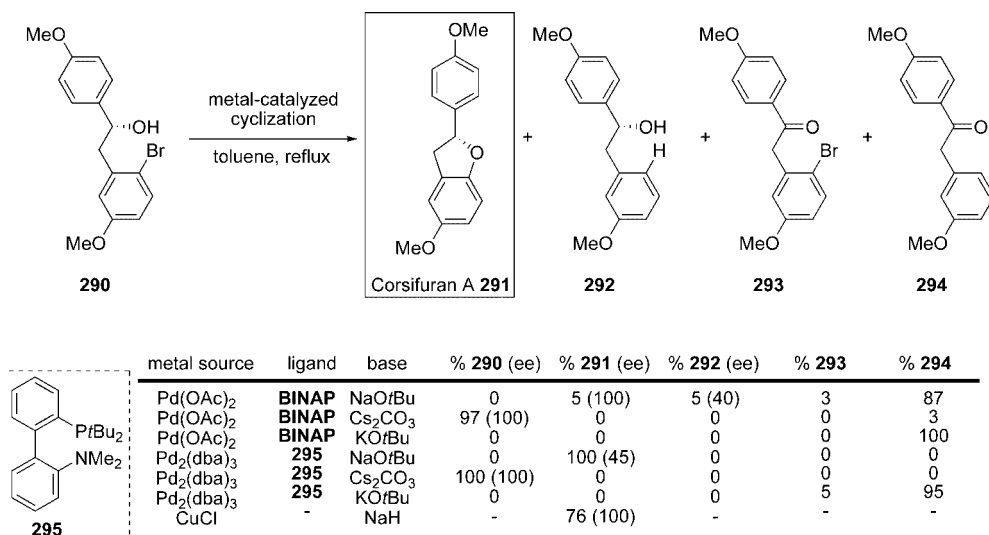 MeO
OH
Br
MeO
290
metal-catalyzed
cyclization
toluene, reflux
OMe
O
MeO
Corsifuran A 291
+
MeO
OH
H
MeO
292
+
MeO
O
Br
MeO
293
+
MeO
O
MeO
294
PtBu₂
NMe₂
295
metal source ligand base % 290 (ee) % 291 (ee) % 292 (ee) % 293 % 294
Pd(OAc)₂ BINAP NaOtBu 0 5 (100) 5 (40) 3 87
Pd(OAc)₂ BINAP Cs₂CO₃ 97 (100) 0 0 0 3
Pd(OAc)₂ BINAP KOtBu 0 0 0 0 100
Pd₂(dba)₃ 295 NaOtBu 0 100 (45) 0 0 0
Pd₂(dba)₃ 295 Cs₂CO₃ 100 (100) 0 0 0 0
Pd₂(dba)₃ 295 KOtBu 0 0 0 5 95
CuCl - NaH - 76 (100) - - -